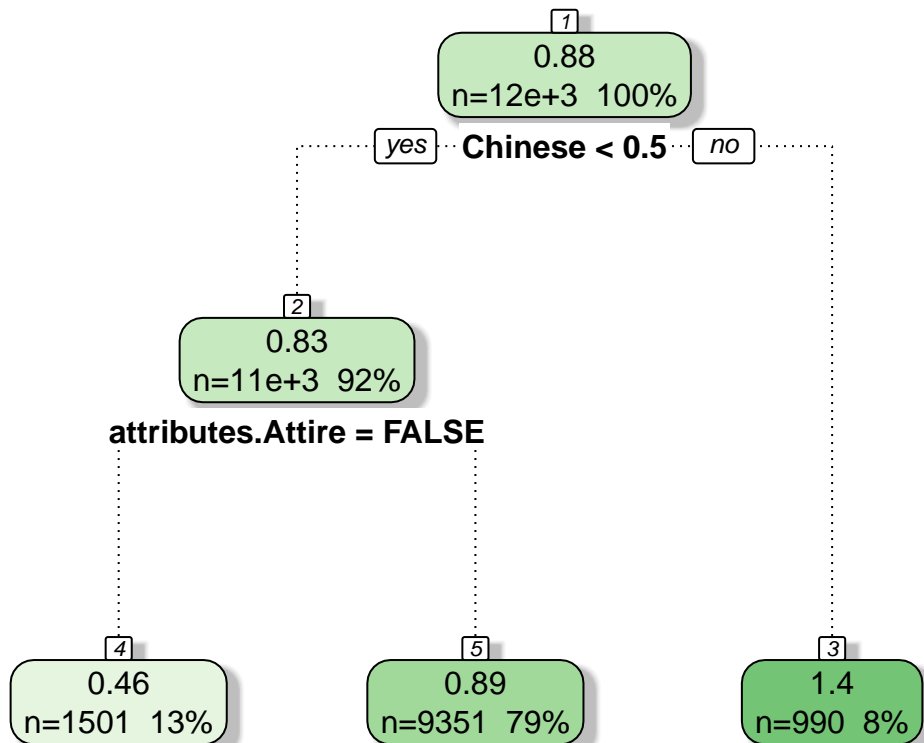 1
0.88
n=12e+3 100%
yes Chinese < 0.5 no
2
0.83
n=11e+3 92%
attributes.Attire = FALSE
4
0.46
n=1501 13%
5
0.89
n=9351 79%
3
1.4
n=990 8%